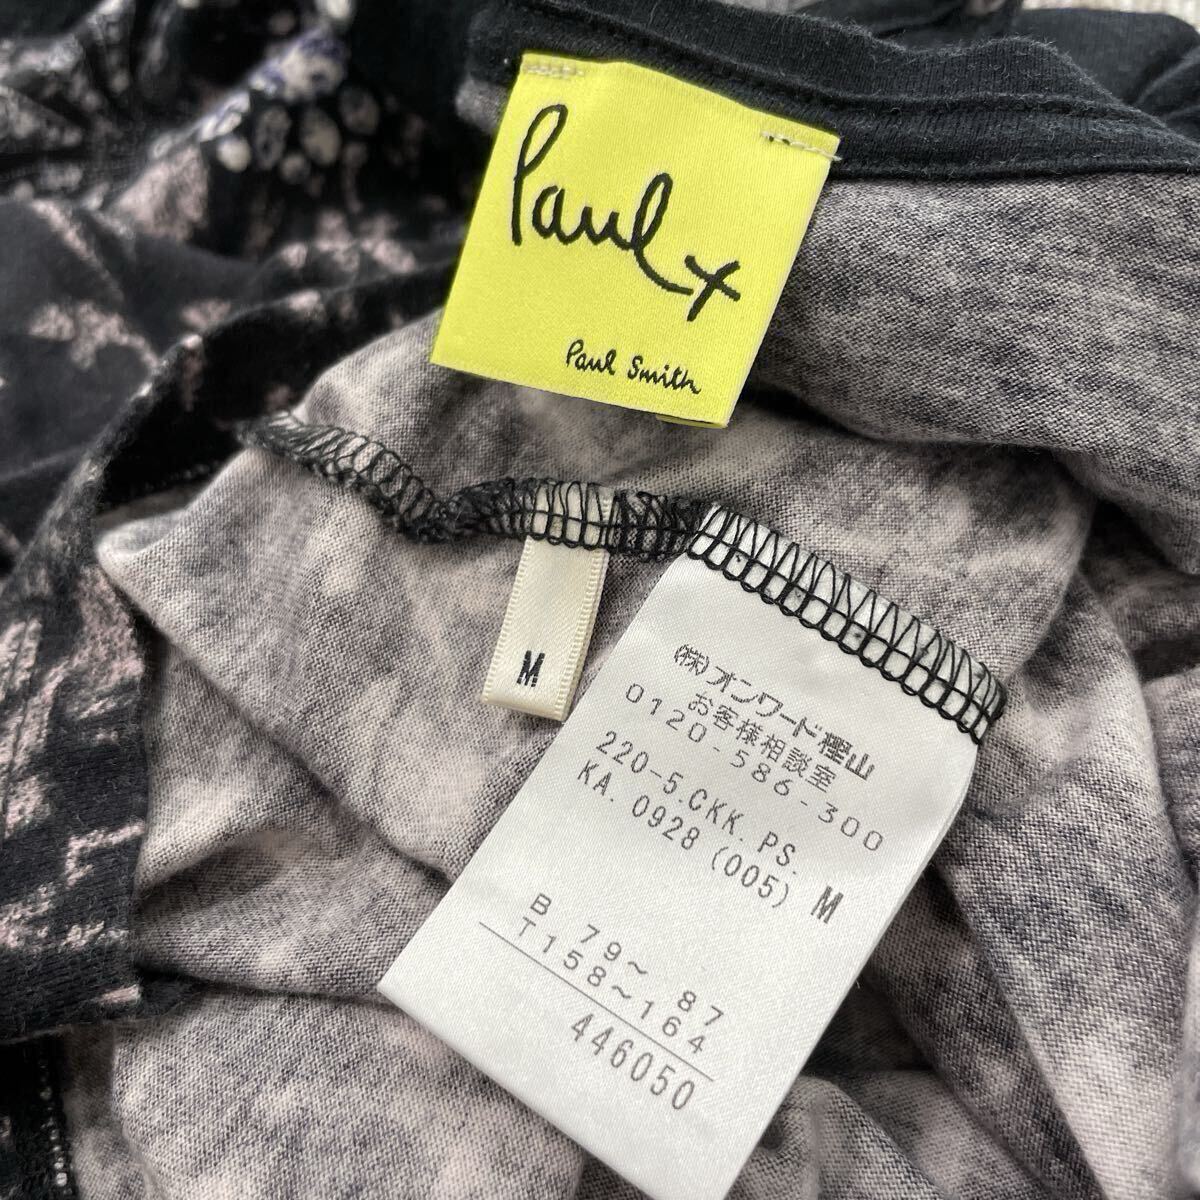 Paul x
Paul Smith
M
(株)オンワード樫山
お客様相談室
0120-586-300
220-5.CKK.PS.
KA.0928(005) M
B 79～ 87
T158～164
446050